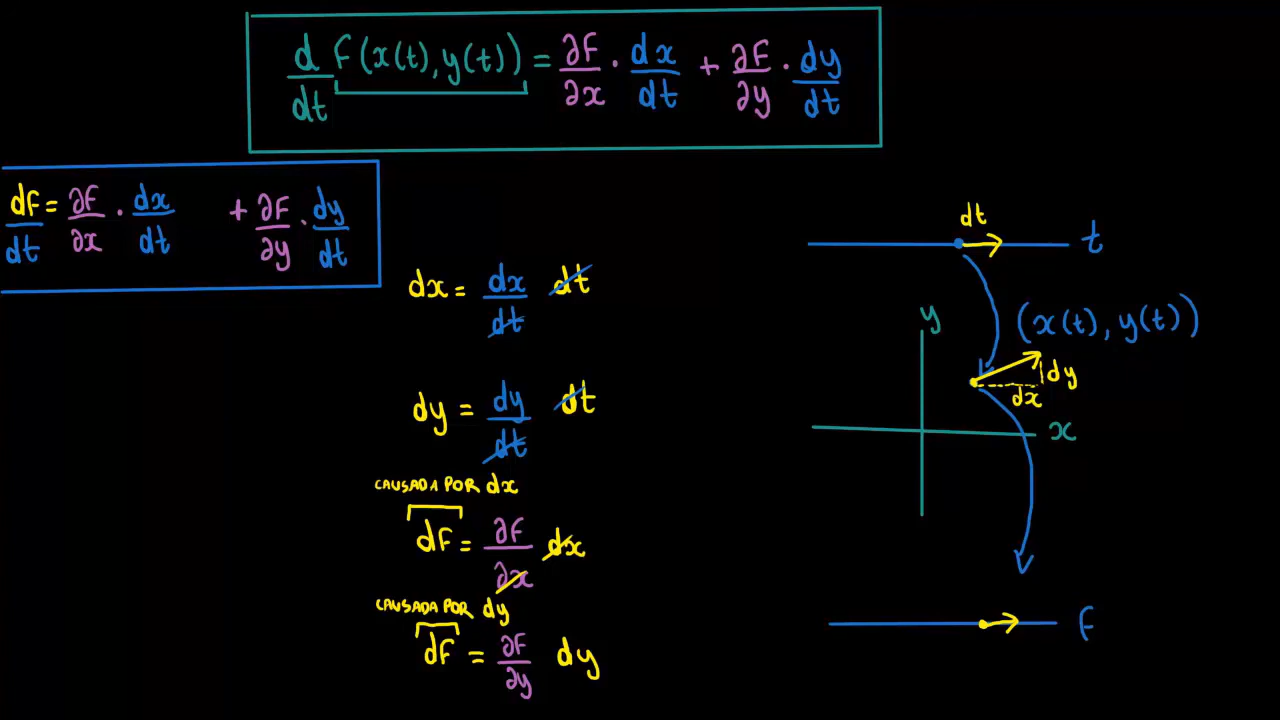 d/dt F(x(t), y(t)) = ∂F/∂x · dx/dt + ∂F/∂y · dy/dt
df/dt = ∂F/∂x · dx/dt + ∂F/∂y · dy/dt
dx = dx/dt dt
dy = dy/dt dt
CAUSADA POR dx
df = ∂F/∂x dx
CAUSADA POR dy
df = ∂F/∂y dy
dt
t
(x(t), y(t))
y
dy
dx
x
F